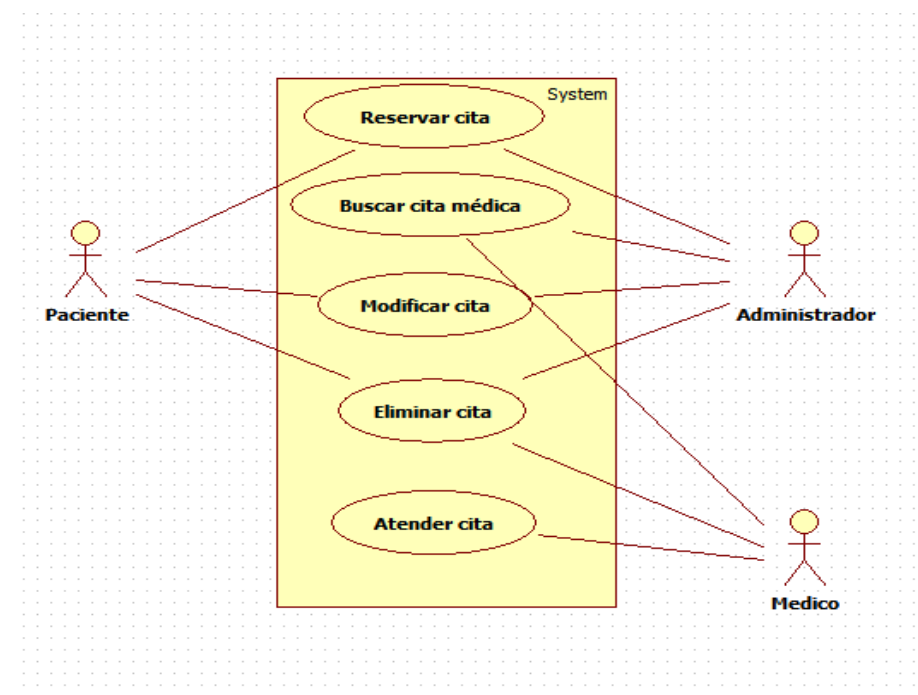 System
Reservar cita
Buscar cita médica
Modificar cita
Paciente
Administrador
Eliminar cita
Atender cita
Medico